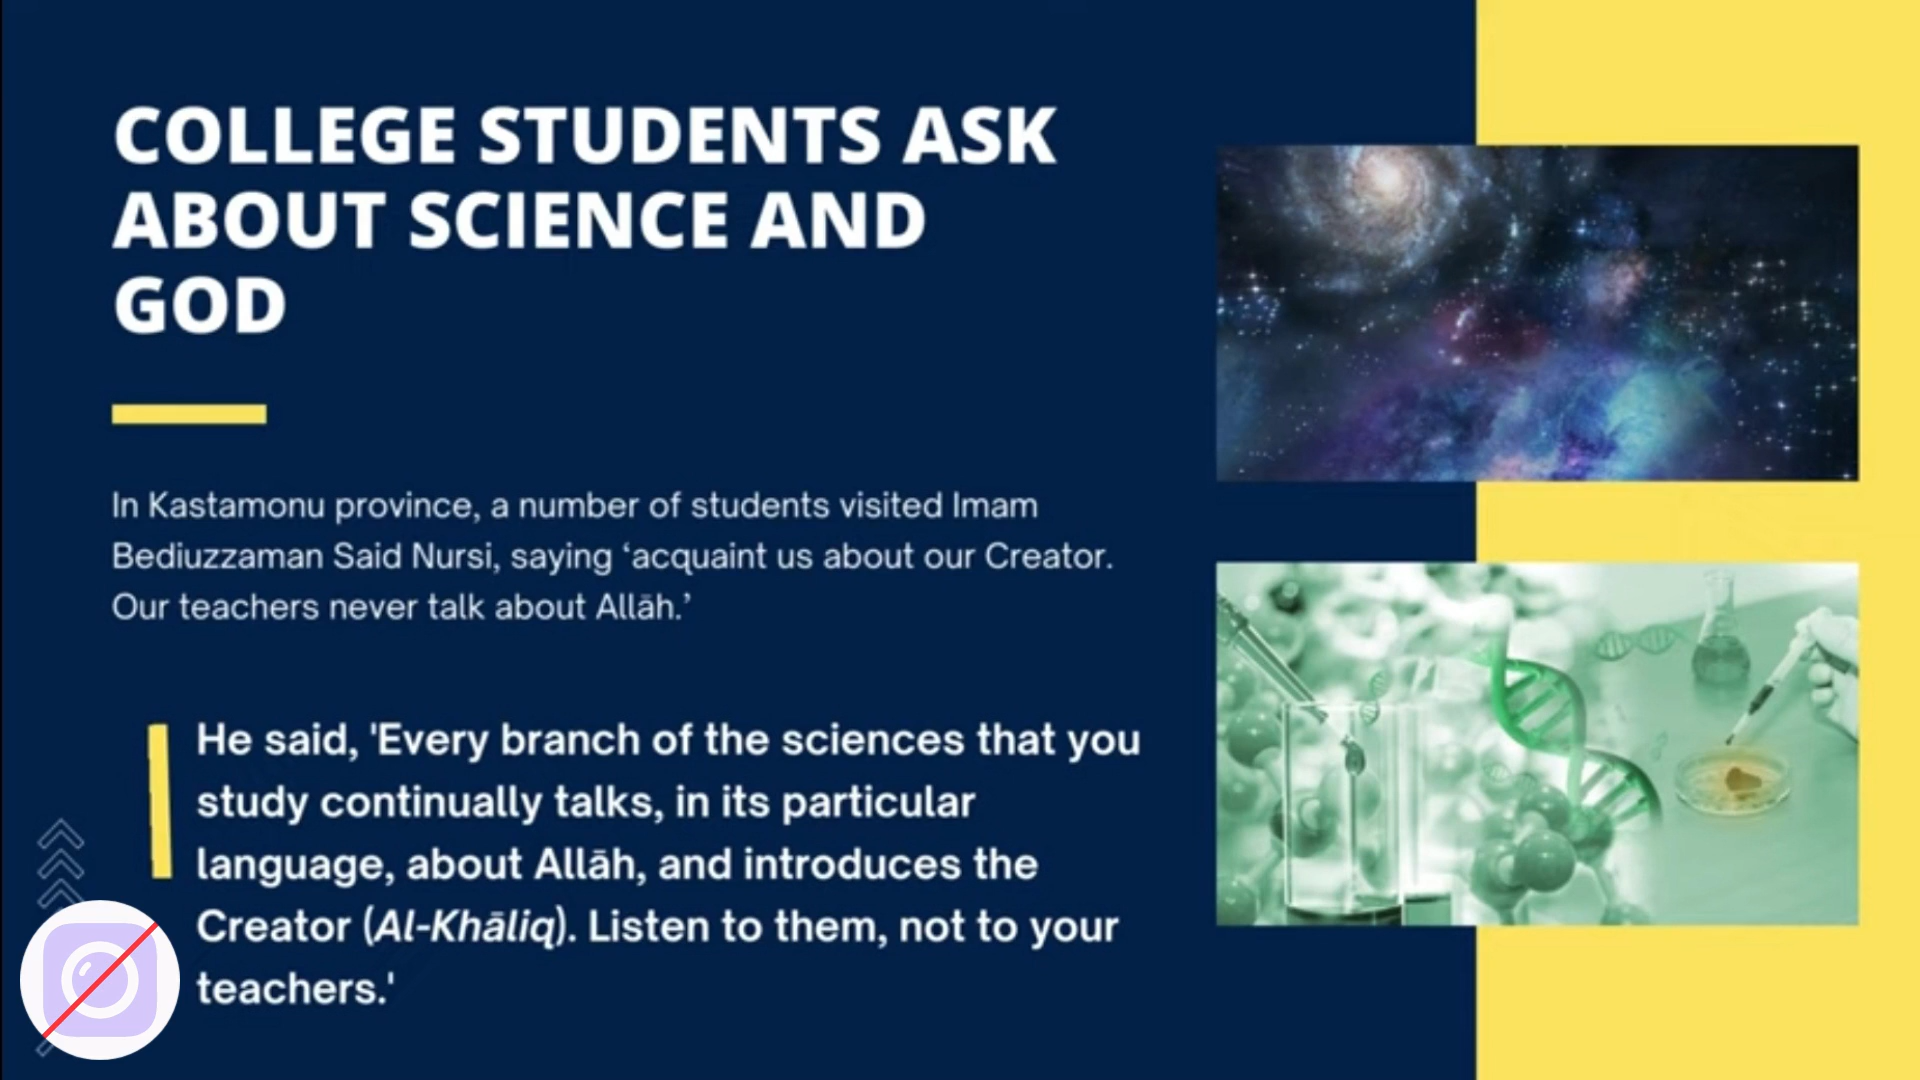 COLLEGE STUDENTS ASK
ABOUT SCIENCE AND
GOD
In Kastamonu province, a number of students visited Imam
Bediuzzaman Said Nursi, saying ‘acquaint us about our Creator.
Our teachers never talk about Allāh.’
He said, 'Every branch of the sciences that you
study continually talks, in its particular
language, about Allāh, and introduces the
Creator (Al-Khāliq). Listen to them, not to your
teachers.'